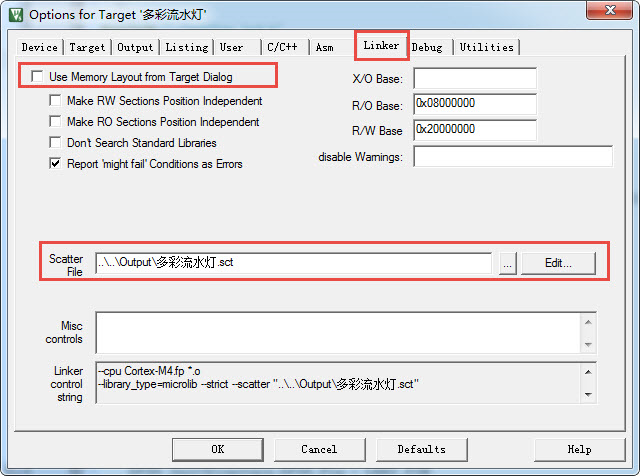 Options for Target '多彩流水灯'
Device Target Output Listing User C/C++ Asm Linker Debug Utilities
Use Memory Layout from Target Dialog
Make RW Sections Position Independent
Make RO Sections Position Independent
Don't Search Standard Libraries
Report 'might fail' Conditions as Errors
X/O Base:
R/O Base: 0x08000000
R/W Base 0x20000000
disable Warnings:
Scatter
File
..\..\Output\多彩流水灯.sct
... Edit...
Misc
controls
Linker
control
string
--cpu Cortex-M4.fp *.o
--library_type=microlib --strict --scatter "..\..\Output\多彩流水灯.sct"
OK Cancel Defaults Help